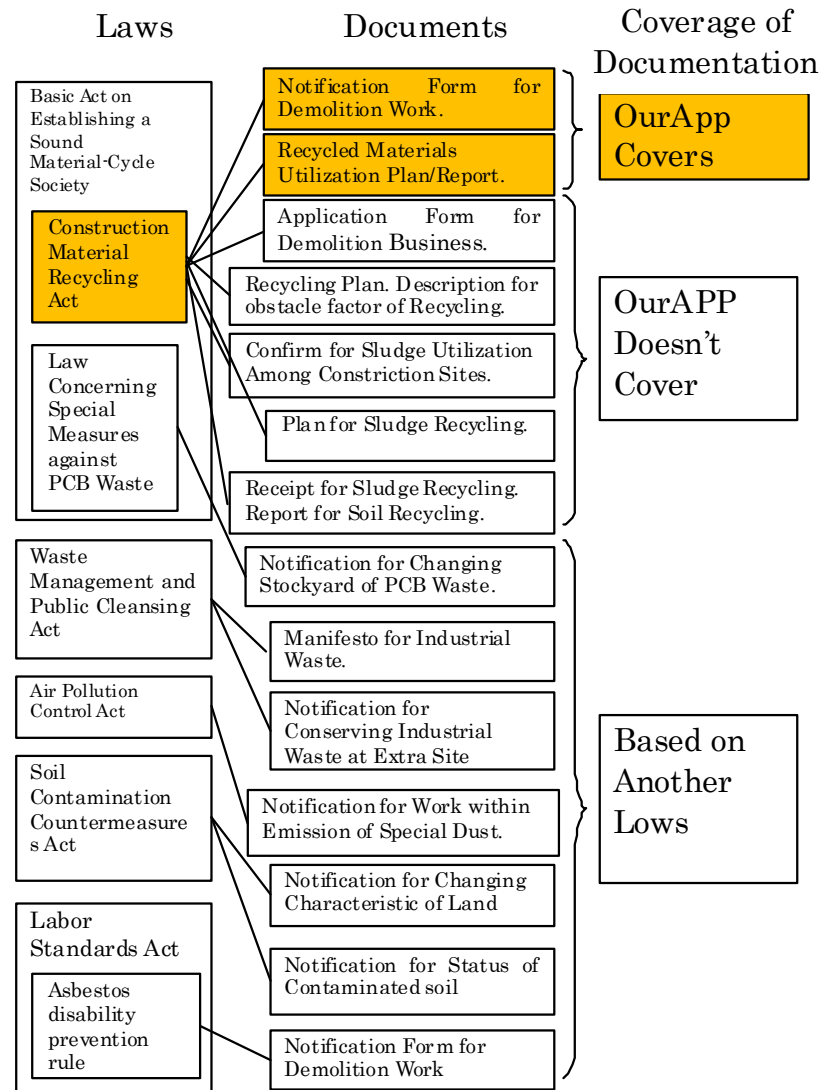 Laws
Documents
Coverage of
Documentation
Basic Act on
Establishing a
Sound
Material-Cycle
Society
Construction
Material
Recycling
Act
Law
Concerning
Special
Measures
against
PCB Waste
Waste
Management and
Public Cleansing
Act
Air Pollution
Control Act
Soil
Contamination
Countermeasure
s Act
Labor
Standards Act
Asbestos
disability
prevention
rule
Notification Form for
Demolition Work.
Recycled Materials
Utilization Plan/Report.
Application Form for
Demolition Business.
Recycling Plan. Description for
obstacle factor of Recycling.
Confirm for Sludge Utilization
Among Constriction Sites.
Plan for Sludge Recycling.
Receipt for Sludge Recycling.
Report for Soil Recycling.
Notification for Changing
Stockyard of PCB Waste.
Manifesto for Industrial
Waste.
Notification for
Conserving Industrial
Waste at Extra Site
Notification for Work within
Emission of Special Dust.
Notification for Changing
Characteristic of Land
Notification for Status of
Contaminated soil
Notification Form for
Demolition Work
OurApp
Covers
OurAPP
Doesn't
Cover
Based on
Another
Lows